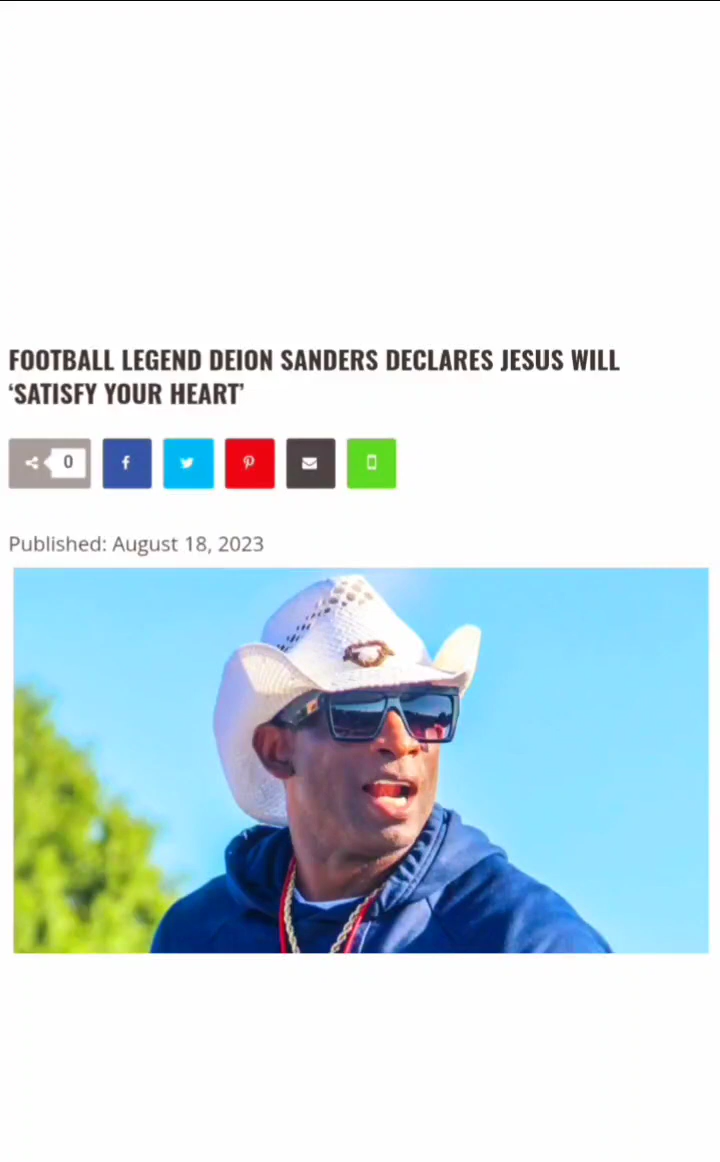 FOOTBALL LEGEND DEION SANDERS DECLARES JESUS WILL
‘SATISFY YOUR HEART’
0
Published: August 18, 2023